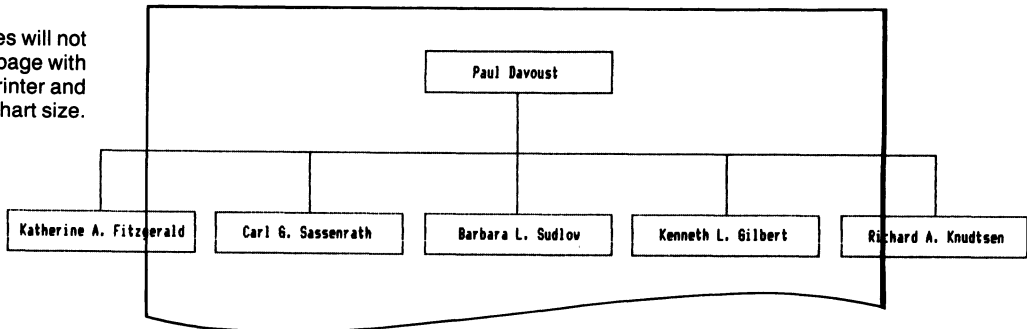 es will not
page with
rinter and
hart size.
Paul Davoust
Katherine A. Fitzgerald
Carl G. Sassenrath
Barbara L. Sudlow
Kenneth L. Gilbert
Richard A. Knudtsen